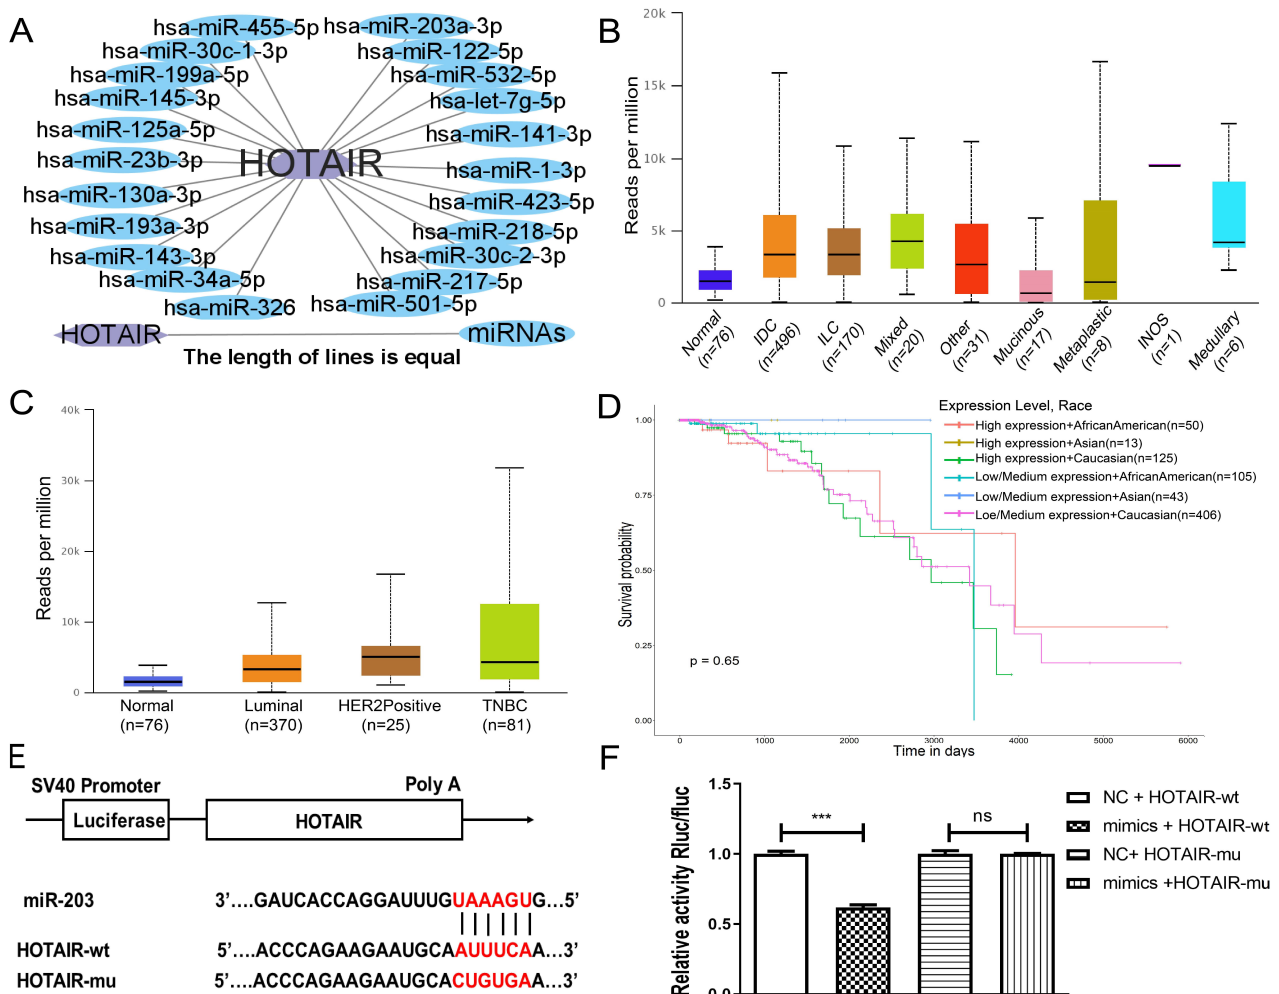 A
hsa-miR-455-5p
hsa-miR-203a-3p
hsa-miR-30c-1-3p
hsa-miR-122-5p
hsa-miR-199a-5p
hsa-miR-532-5p
hsa-miR-145-3p
hsa-let-7g-5p
hsa-miR-125a-5p
hsa-miR-141-3p
hsa-miR-23b-3p
HOTAIR
hsa-miR-1-3p
hsa-miR-130a-3p
hsa-miR-423-5p
hsa-miR-193a-3p
hsa-miR-218-5p
hsa-miR-143-3p
hsa-miR-30c-2-3p
hsa-miR-34a-5p
hsa-miR-217-5p
hsa-miR-326
hsa-miR-501-5p
HOTAIR
miRNAs
The length of lines is equal
B
Reads per million
20k
15k
10k
5k
0
Normal
(n=76)
IDC
(n=496)
ILC
(n=170)
Mixed
(n=20)
Other
(n=31)
Mucinous
(n=17)
Metaplastic
(n=8)
INOS
(n=1)
Medullary
(n=6)
C
Reads per million
40k
30k
20k
10k
0
Normal
(n=76)
Luminal
(n=370)
HER2Positive
(n=25)
TNBC
(n=81)
D
Expression Level, Race
High expression+AfricanAmerican(n=50)
High expression+Asian(n=13)
High expression+Caucasian(n=125)
Low/Medium expression+AfricanAmerican(n=105)
Low/Medium expression+Asian(n=43)
Loe/Medium expression+Caucasian(n=406)
Survival probability
1.00
0.75
0.50
0.25
0.00
p = 0.65
0 1000 2000 3000 4000 5000 6000
Time in days
E
SV40 Promoter
Poly A
Luciferase
HOTAIR
miR-203 3’....GAUCACCAGGAUUUGUAAAGUG...5’
HOTAIR-wt 5’....ACCCAGAAGAAUGCAAUUUCAA...3’
HOTAIR-mu 5’....ACCCAGAAGAAUGCACUGUGAA...3’
F
Relative activity Rluc/fluc
1.5
1.0
0.5
0.0
***
ns
NC + HOTAIR-wt
mimics + HOTAIR-wt
NC+ HOTAIR-mu
mimics +HOTAIR-mu